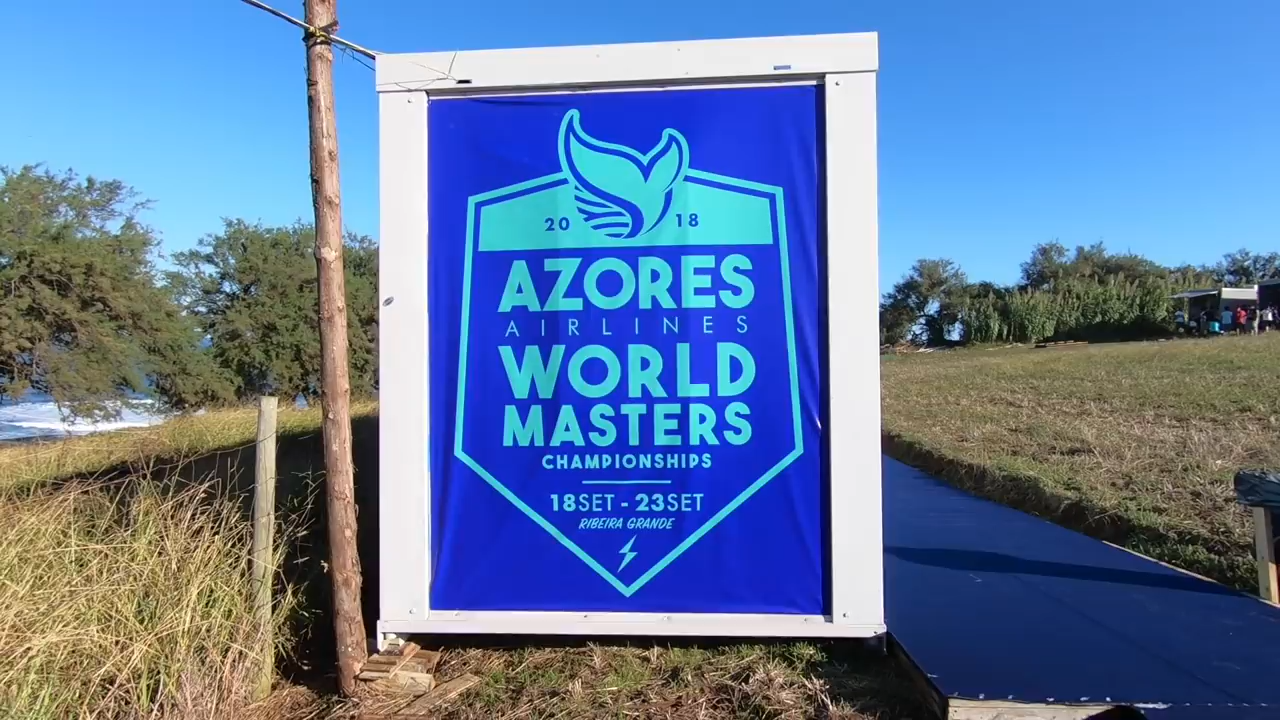 20 18
AZORES
AIRLINES
WORLD
MASTERS
CHAMPIONSHIPS
18SET - 23SET
RIBEIRA GRANDE